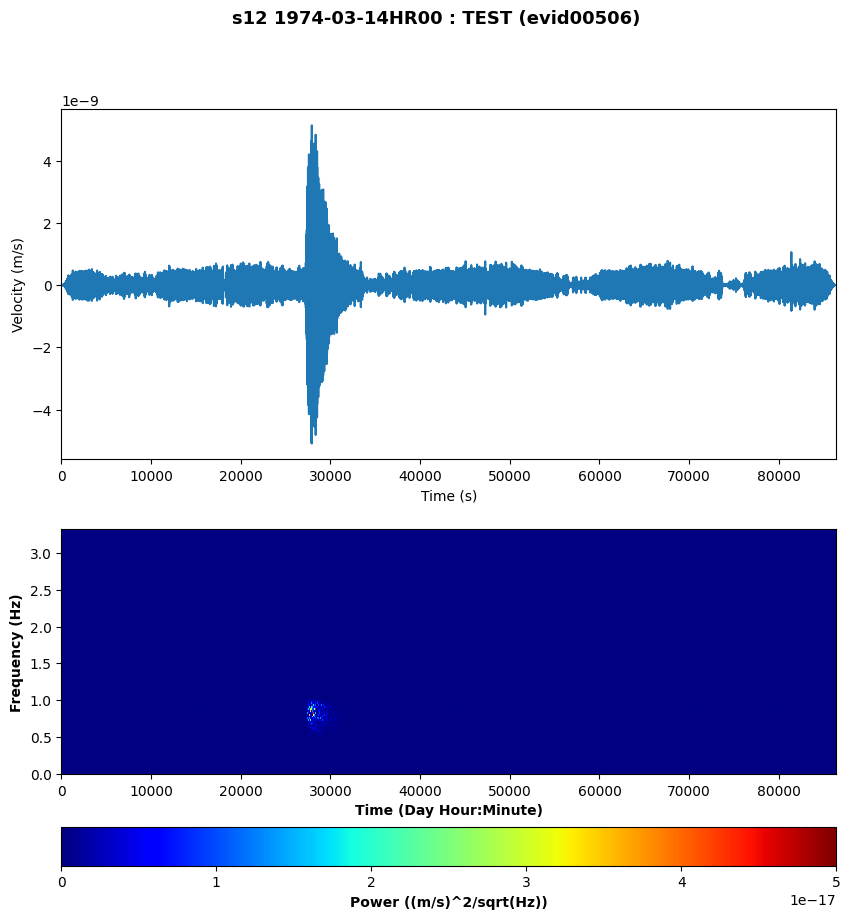 s12 1974-03-14HR00 : TEST (evid00506)
1e−9
4
2
0
−2
−4
Velocity (m/s)
0 10000 20000 30000 40000 50000 60000 70000 80000
Time (s)
3.0
2.5
2.0
1.5
1.0
0.5
0.0
Frequency (Hz)
0 10000 20000 30000 40000 50000 60000 70000 80000
Time (Day Hour:Minute)
0 1 2 3 4 5
1e−17
Power ((m/s)^2/sqrt(Hz))